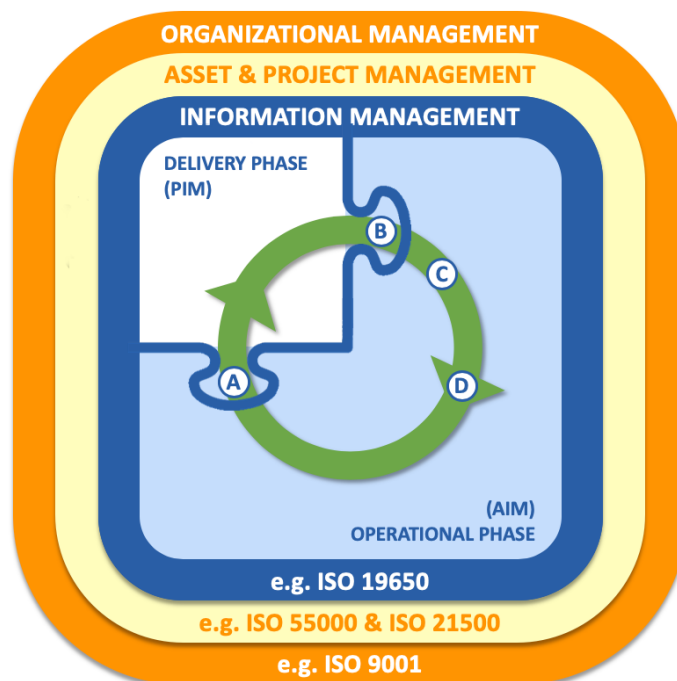 ORGANIZATIONAL MANAGEMENT
ASSET & PROJECT MANAGEMENT
INFORMATION MANAGEMENT
DELIVERY PHASE
(PIM)
B
C
A
D
(AIM)
OPERATIONAL PHASE
e.g. ISO 19650
e.g. ISO 55000 & ISO 21500
e.g. ISO 9001